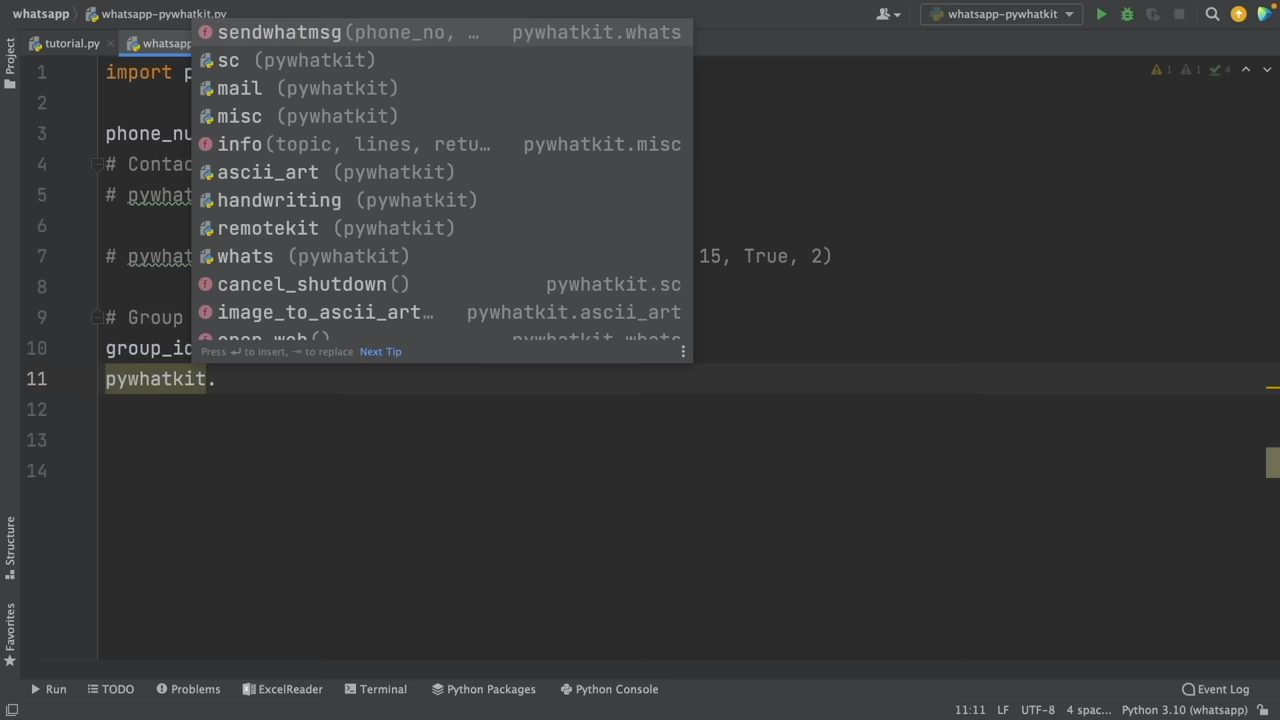 whatsapp
whatsapp-pywhatkit.py
whatsapp-pywhatkit
Project
tutorial.py
whatsapp
1 import p
1 1 4
2
3 phone_nu
4 # Contac
5 # pywhat
6
7 # pywhat 15, True, 2)
8
9 # Group
10 group_id
11 pywhatkit.
12
13
14
sendwhatmsg(phone_no, … pywhatkit.whats
sc (pywhatkit)
mail (pywhatkit)
misc (pywhatkit)
info(topic, lines, retu… pywhatkit.misc
ascii_art (pywhatkit)
handwriting (pywhatkit)
remotekit (pywhatkit)
whats (pywhatkit)
cancel_shutdown() pywhatkit.sc
image_to_ascii_art… pywhatkit.ascii_art
open_web() pywhatkit.whats
Press ↵ to insert, ⇥ to replace Next Tip
Structure
Favorites
Run
TODO
Problems
ExcelReader
Terminal
Python Packages
Python Console
Event Log
11:11 LF UTF-8 4 spac... Python 3.10 (whatsapp)